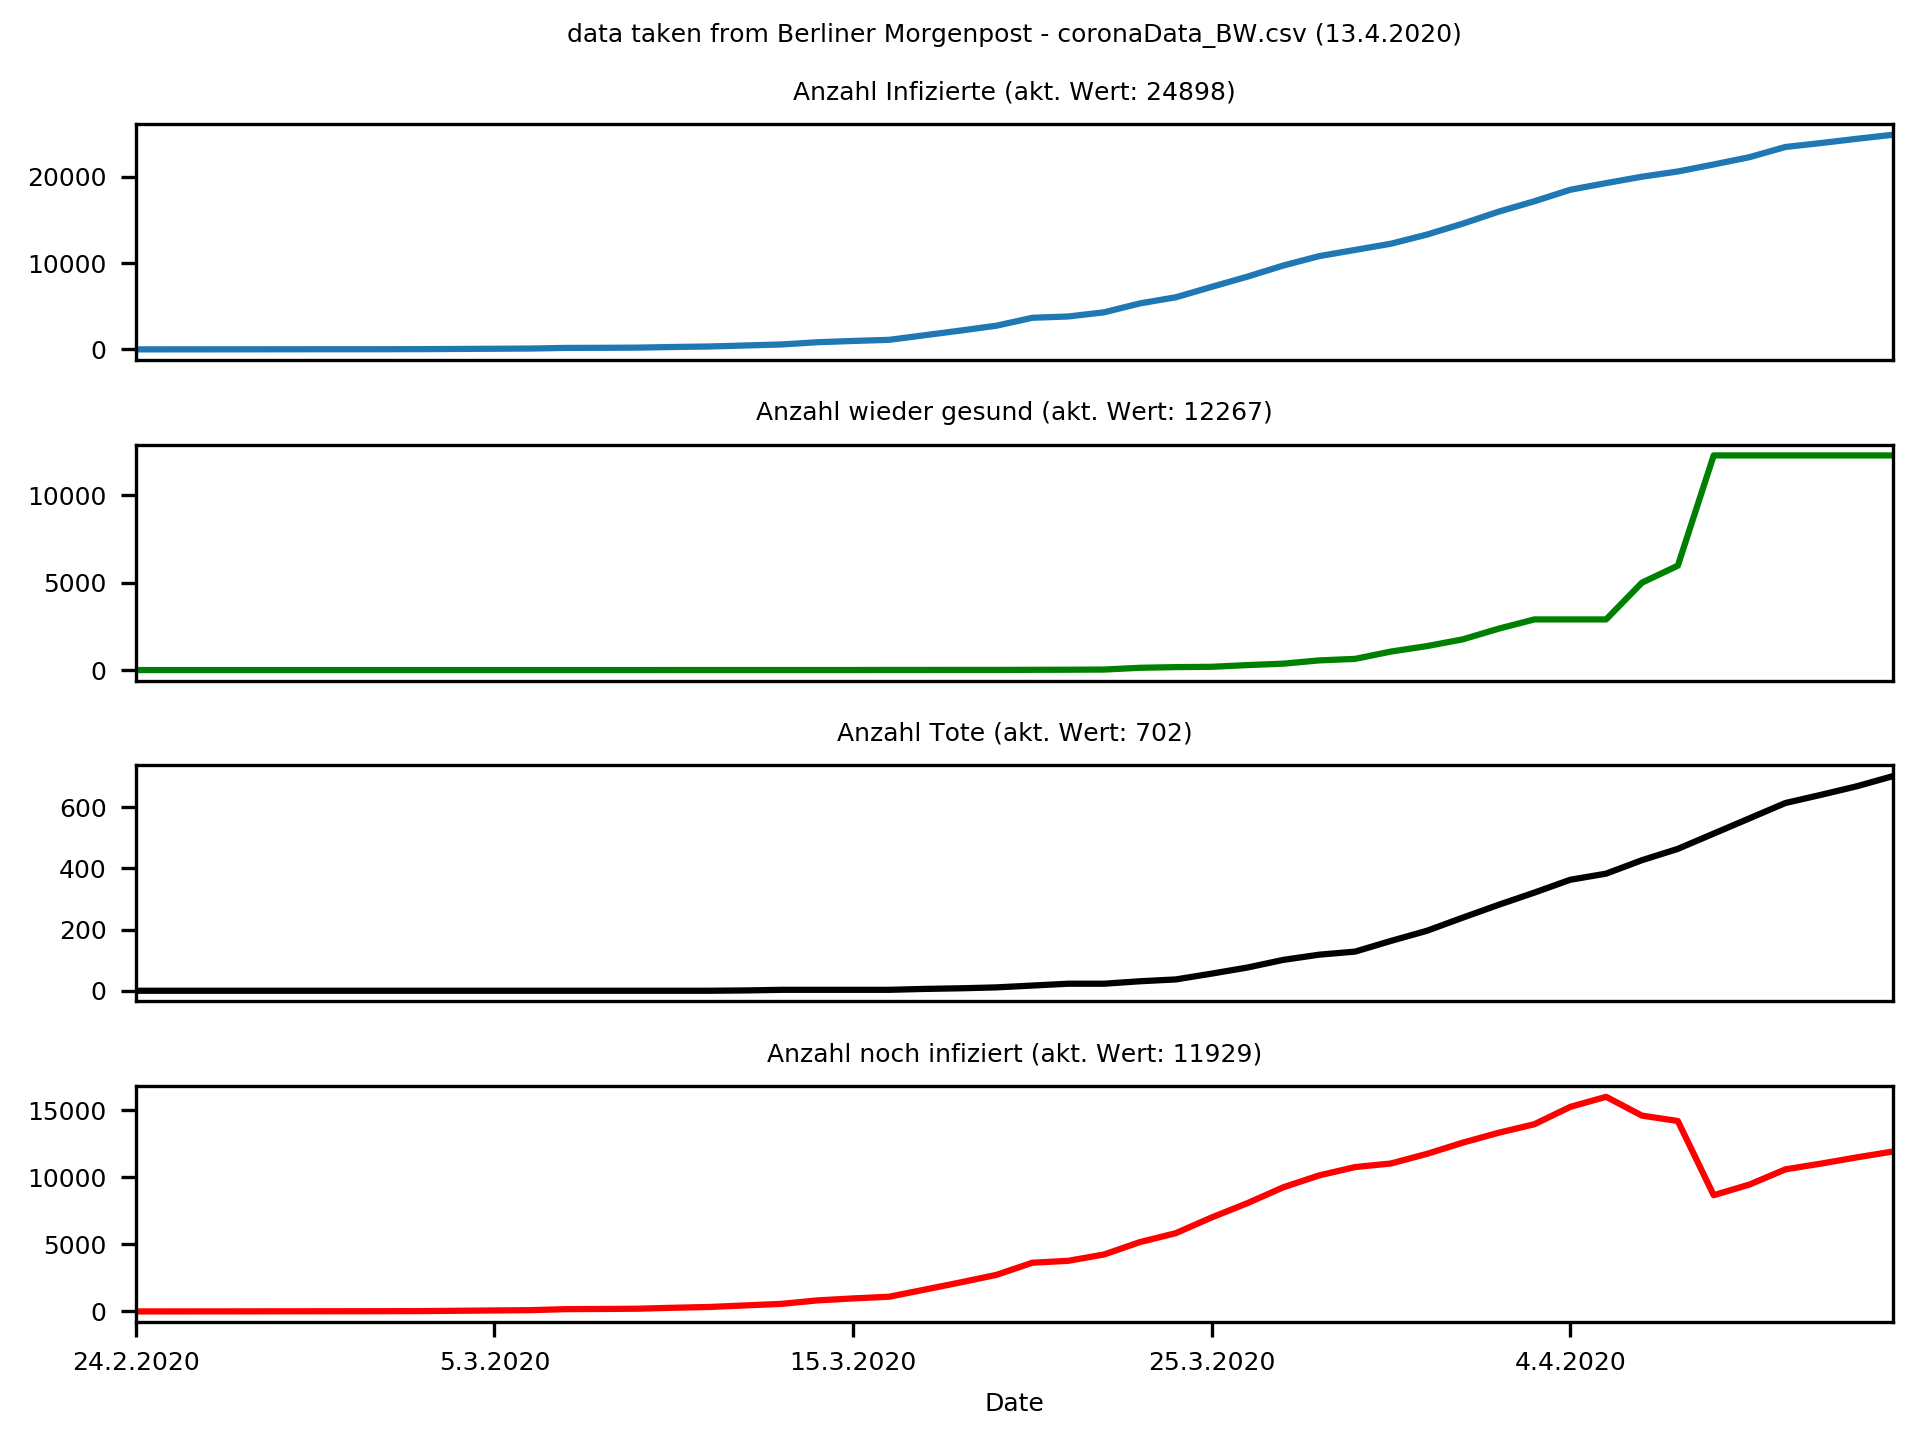 data taken from Berliner Morgenpost - coronaData_BW.csv (13.4.2020)
Anzahl Infizierte (akt. Wert: 24898)
20000
10000
0
Anzahl wieder gesund (akt. Wert: 12267)
10000
5000
0
Anzahl Tote (akt. Wert: 702)
600
400
200
0
Anzahl noch infiziert (akt. Wert: 11929)
15000
10000
5000
0
24.2.2020 5.3.2020 15.3.2020 25.3.2020 4.4.2020
Date